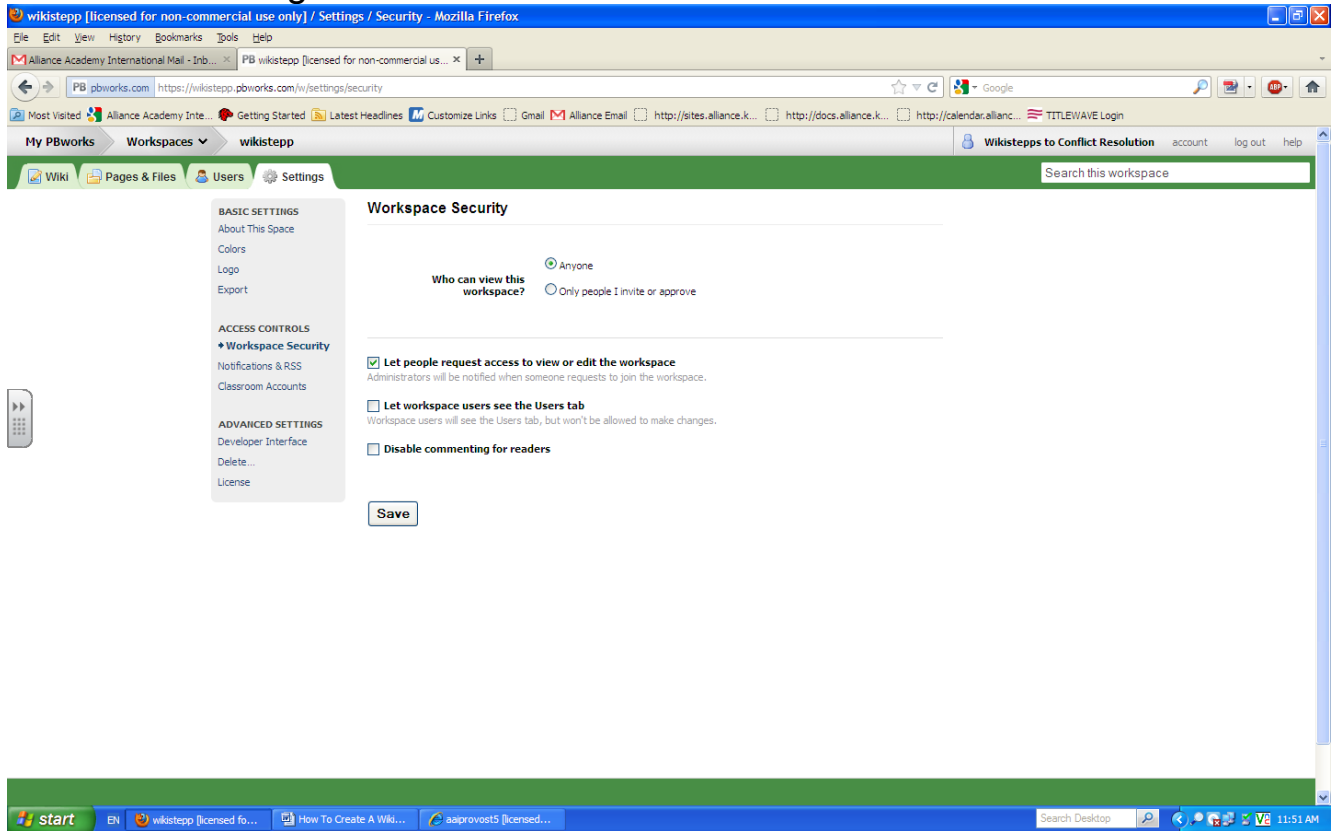 wikistepp [licensed for non-commercial use only] / Settings / Security - Mozilla Firefox
File Edit View History Bookmarks Tools Help
Alliance Academy International Mail - Inb... PB wikistepp [licensed for non-commercial us...
PB pbworks.com https://wikistepp.pbworks.com/w/settings/security Google ABP
Most Visited Alliance Academy Inte... Getting Started Latest Headlines M Customize Links Gmail Alliance Email http://sites.alliance.k... http://docs.alliance.k... http://calendar.allianc... TITLEWAVE Login
My PBworks Workspaces wikistepp Wikistepps to Conflict Resolution account log out help
Wiki Pages & Files Users Settings Search this workspace
BASIC SETTINGS
About This Space
Colors
Logo
Export
ACCESS CONTROLS
Workspace Security
Notifications & RSS
Classroom Accounts
ADVANCED SETTINGS
Developer Interface
Delete...
License
Workspace Security
Who can view this
workspace?
Anyone
Only people I invite or approve
Let people request access to view or edit the workspace
Administrators will be notified when someone requests to join the workspace.
Let workspace users see the Users tab
Workspace users will see the Users tab, but won't be allowed to make changes.
Disable commenting for readers
Save
start EN wikistepp [licensed fo... How To Create A Wiki... aaiprovost5 [licensed... Search Desktop 11:51 AM